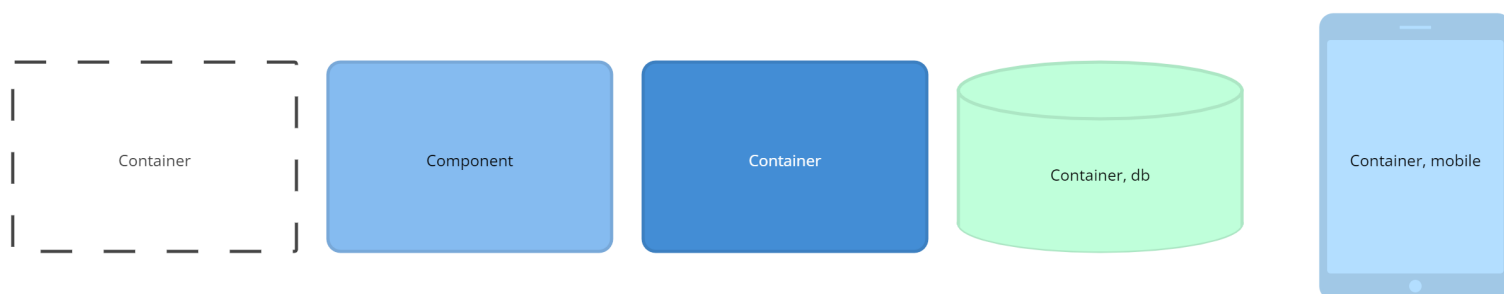 Container
Component
Container
Container, db
Container, mobile